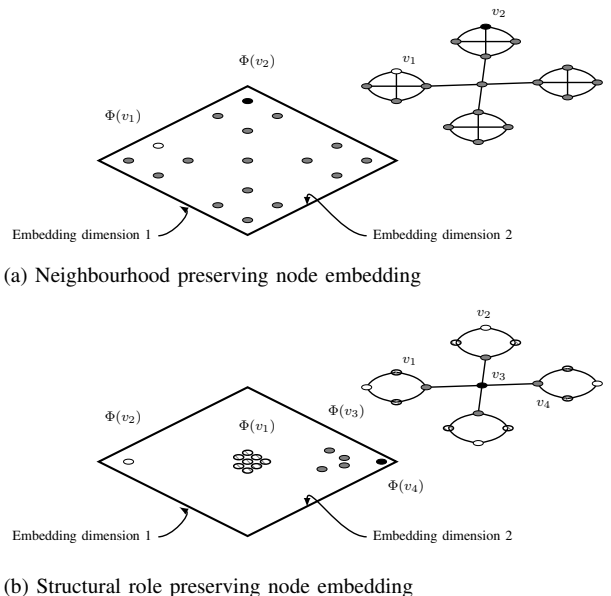 v₂
Φ(v₂)
v₁
Φ(v₁)
Embedding dimension 1
Embedding dimension 2
(a) Neighbourhood preserving node embedding
v₂
v₁
v₃
Φ(v₂)
Φ(v₃)
Φ(v₁)
v₄
Φ(v₄)
Embedding dimension 1
Embedding dimension 2
(b) Structural role preserving node embedding